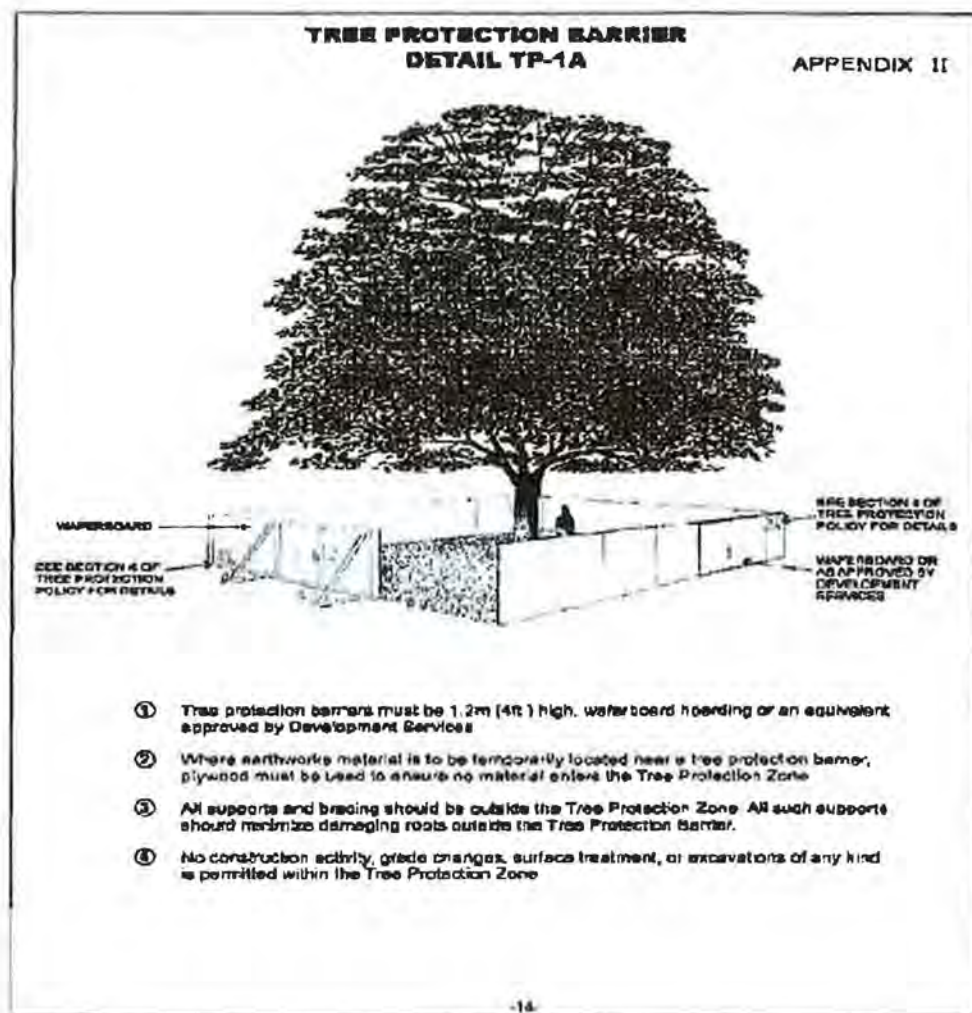 TREE PROTECTION BARRIER
DETAIL TP-1A
APPENDIX II
WAFERBOARD
SEE SECTION 4 OF
TREE PROTECTION
POLICY FOR DETAILS
SEE SECTION 4 OF
TREE PROTECTION
POLICY FOR DETAILS
WAFERBOARD OR
AS APPROVED BY
DEVELOPMENT
SERVICES
① Tree protection barriers must be 1.2m (4ft ) high, waferboard hoarding or an equivalent
approved by Development Services
② Where earthworks material is to be temporarily located near a tree protection barrier,
plywood must be used to ensure no material enters the Tree Protection Zone
③ All supports and bracing should be outside the Tree Protection Zone. All such supports
should minimize damaging roots outside the Tree Protection Barrier.
④ No construction activity, grade changes, surface treatment, or excavations of any kind
is permitted within the Tree Protection Zone
-14-